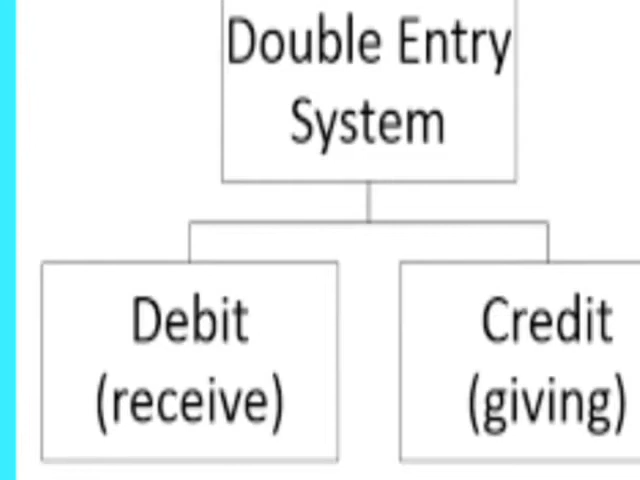 Double Entry
System
Debit
(receive)
Credit
(giving)